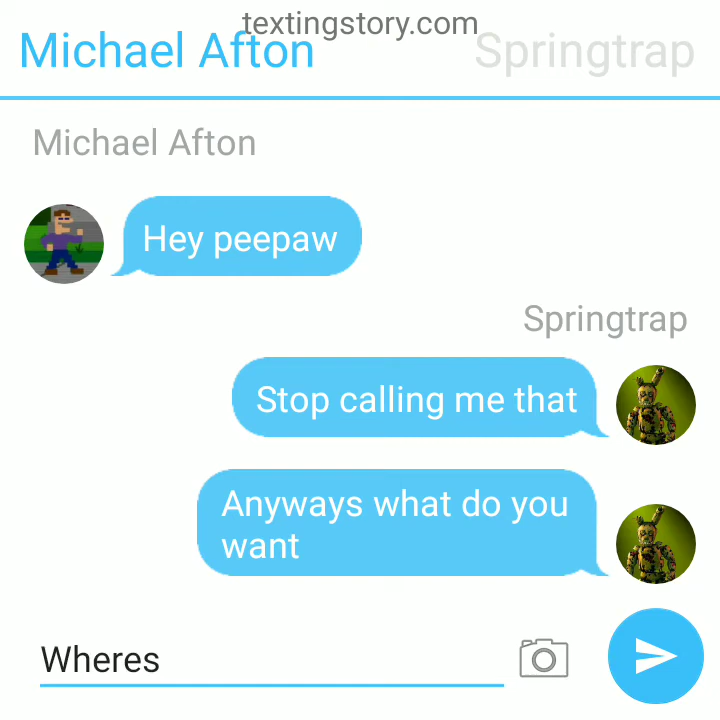 textingstory.com
Michael Afton
Springtrap
Michael Afton
Hey peepaw
Springtrap
Stop calling me that
Anyways what do you
want
Wheres